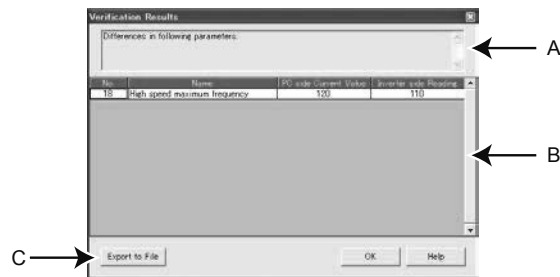 Verification Results
Differences in following parameters.
A
No. Name PC side Current Value Inverter side Reading
18 High speed maximum frequency 120 110
B
C
Export to File OK Help